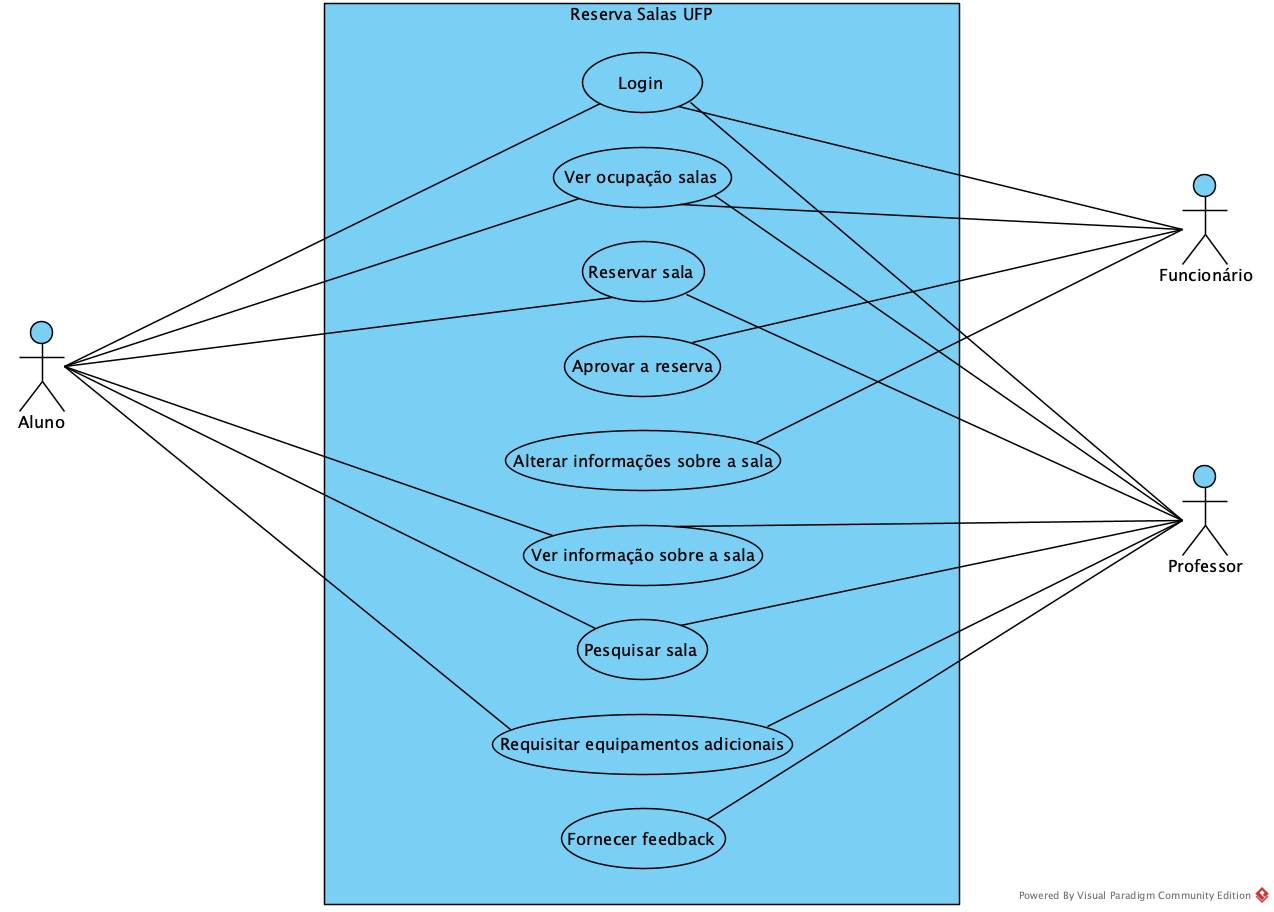 Reserva Salas UFP
Login
Ver ocupação salas
Funcionário
Reservar sala
Aprovar a reserva
Aluno
Alterar informações sobre a sala
Ver informação sobre a sala
Professor
Pesquisar sala
Requisitar equipamentos adicionais
Fornecer feedback
Powered By Visual Paradigm Community Edition